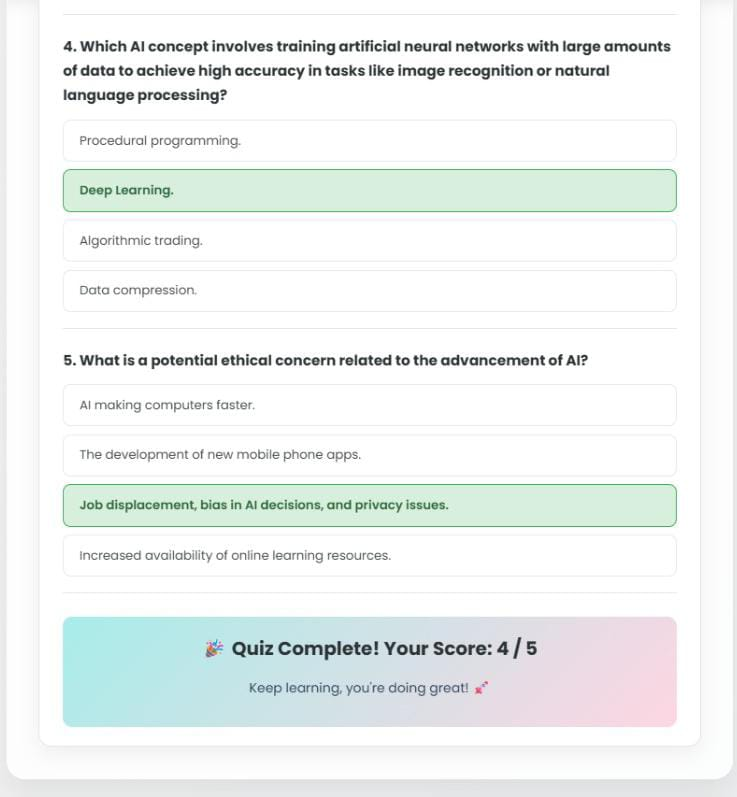 4. Which AI concept involves training artificial neural networks with large amounts
of data to achieve high accuracy in tasks like image recognition or natural
language processing?
Procedural programming.
Deep Learning.
Algorithmic trading.
Data compression.
5. What is a potential ethical concern related to the advancement of AI?
AI making computers faster.
The development of new mobile phone apps.
Job displacement, bias in AI decisions, and privacy issues.
Increased availability of online learning resources.
🎉 Quiz Complete! Your Score: 4 / 5
Keep learning, you're doing great! 🚀